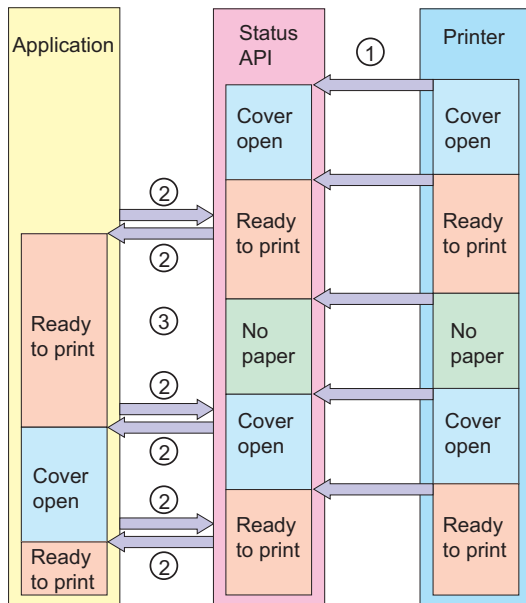 Application
Status
API
Printer
①
Cover
open
Cover
open
②
Ready
to print
Ready
to print
②
Ready
to print
③
No
paper
No
paper
②
Cover
open
Cover
open
②
Cover
open
②
Ready
to print
Ready
to print
Ready
to print
②